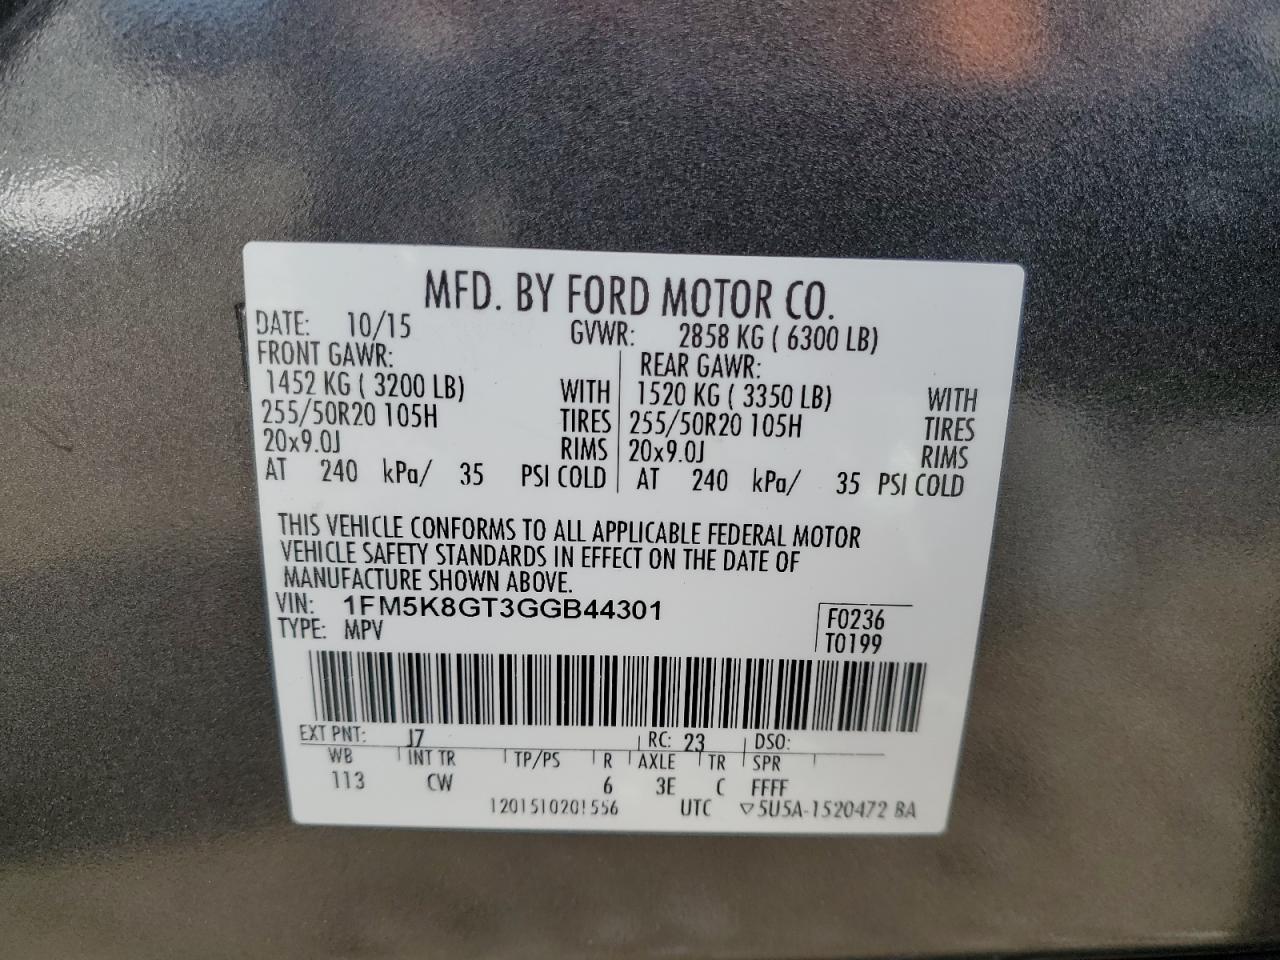 MFD. BY FORD MOTOR CO.
DATE: 10/15 GVWR: 2858 KG ( 6300 LB)
FRONT GAWR: REAR GAWR:
1452 KG ( 3200 LB) WITH 1520 KG ( 3350 LB) WITH
255/50R20 105H TIRES 255/50R20 105H TIRES
20x9.0J RIMS 20x9.0J RIMS
AT 240 kPa/ 35 PSI COLD AT 240 kPa/ 35 PSI COLD
THIS VEHICLE CONFORMS TO ALL APPLICABLE FEDERAL MOTOR
VEHICLE SAFETY STANDARDS IN EFFECT ON THE DATE OF
MANUFACTURE SHOWN ABOVE.
VIN: 1FM5K8GT3GGB44301 F0236
TYPE: MPV T0199
EXT PNT: J7 RC: 23 DSO:
WB INT TR TP/PS R AXLE TR SPR
113 CW 6 3E C FFFF
1201510201556 UTC ▽5U5A-1520472 BA